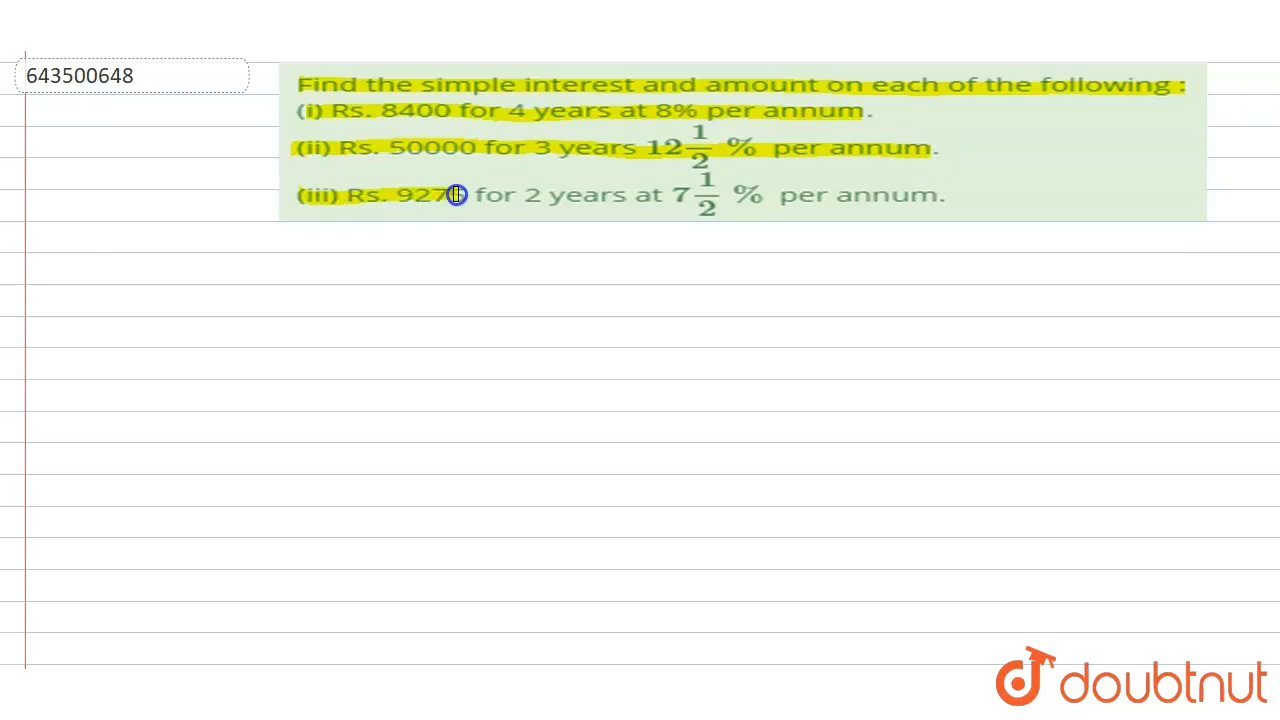 643500648
Find the simple interest and amount on each of the following :
(i) Rs. 8400 for 4 years at 8% per annum.
(ii) Rs. 50000 for 3 years 12 1/2 % per annum.
(iii) Rs. for 2 years at 7 1/2 % per annum.
doubtnut